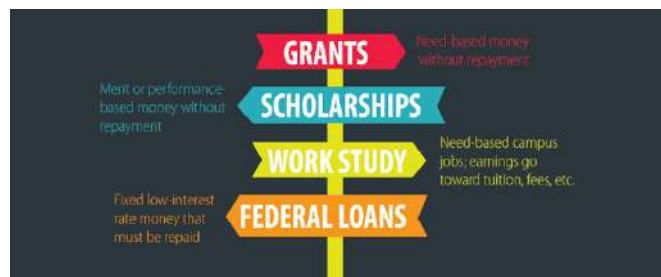 GRANTS
Need-based money
without repayment
Merit or performance-
based money without
repayment
SCHOLARSHIPS
WORK STUDY
Need-based campus
jobs; earnings go
toward tuition, fees, etc.
Fixed low-interest
rate money that
must be repaid
FEDERAL LOANS